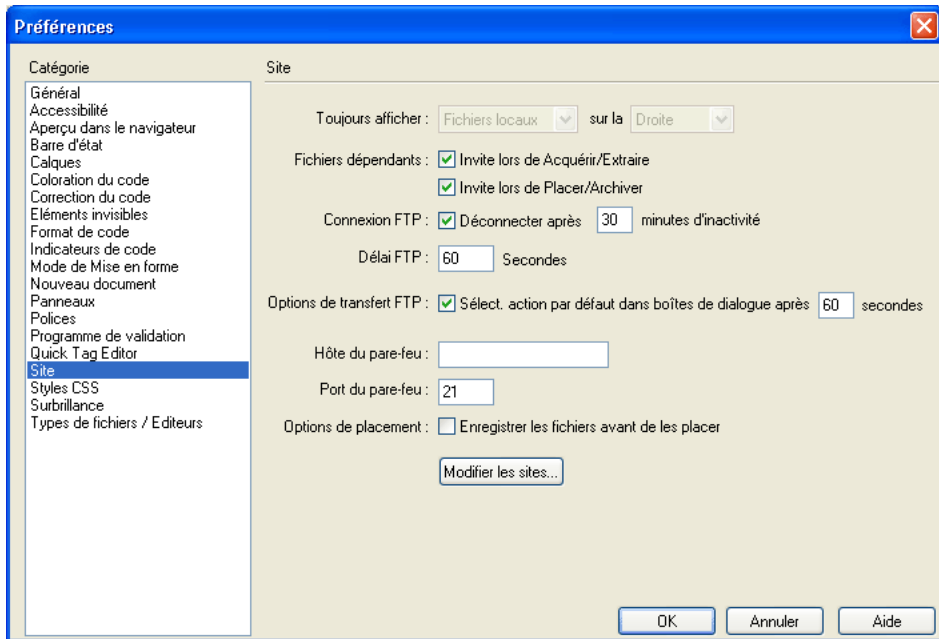 Préférences
Catégorie
Général
Accessibilité
Aperçu dans le navigateur
Barre d'état
Calques
Coloration du code
Correction du code
Eléments invisibles
Format de code
Indicateurs de code
Mode de Mise en forme
Nouveau document
Panneaux
Polices
Programme de validation
Quick Tag Editor
Site
Styles CSS
Surbrillance
Types de fichiers / Editeurs
Site
Toujours afficher : Fichiers locaux sur la Droite
Fichiers dépendants : Invite lors de Acquérir/Extraire
Invite lors de Placer/Archiver
Connexion FTP : Déconnecter après 30 minutes d'inactivité
Délai FTP : 60 Secondes
Options de transfert FTP : Sélect. action par défaut dans boîtes de dialogue après 60 secondes
Hôte du pare-feu :
Port du pare-feu : 21
Options de placement : Enregistrer les fichiers avant de les placer
Modifier les sites...
OK Annuler Aide